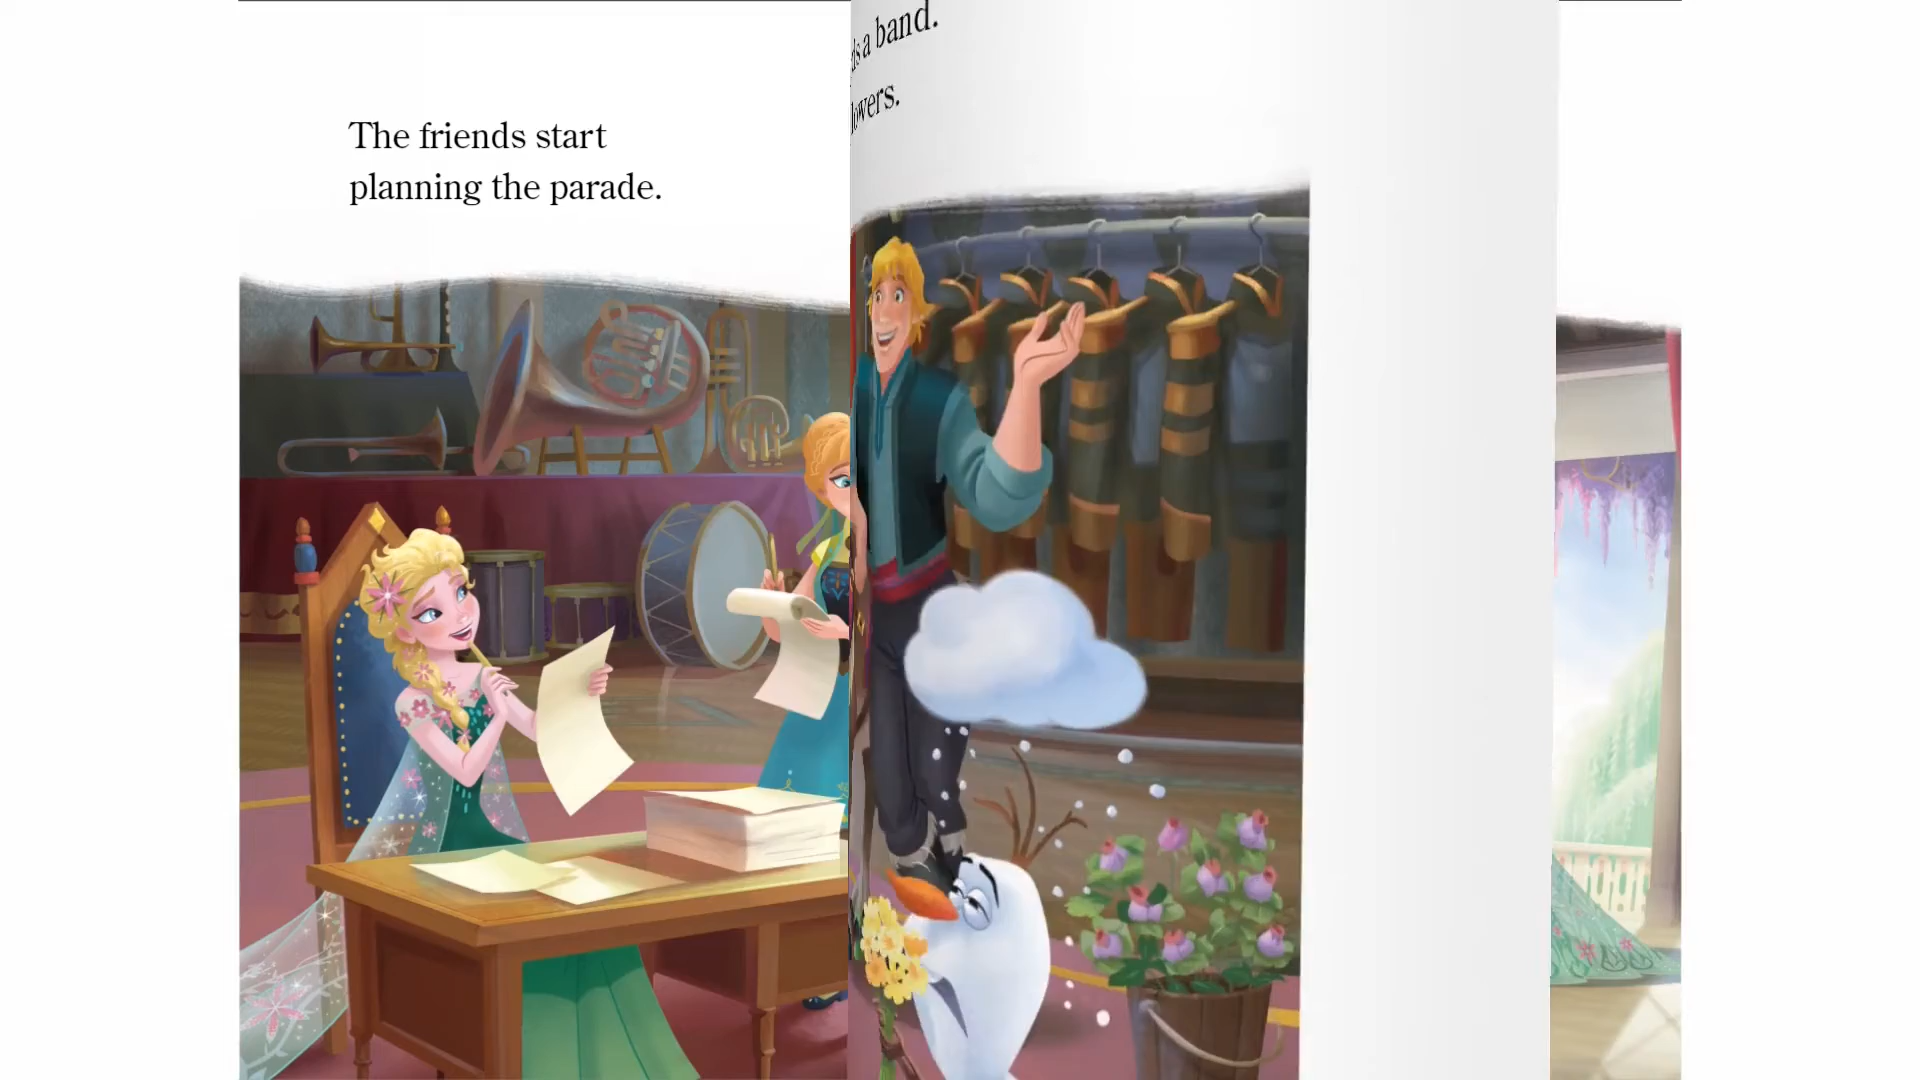 The friends start
planning the parade.
a band.